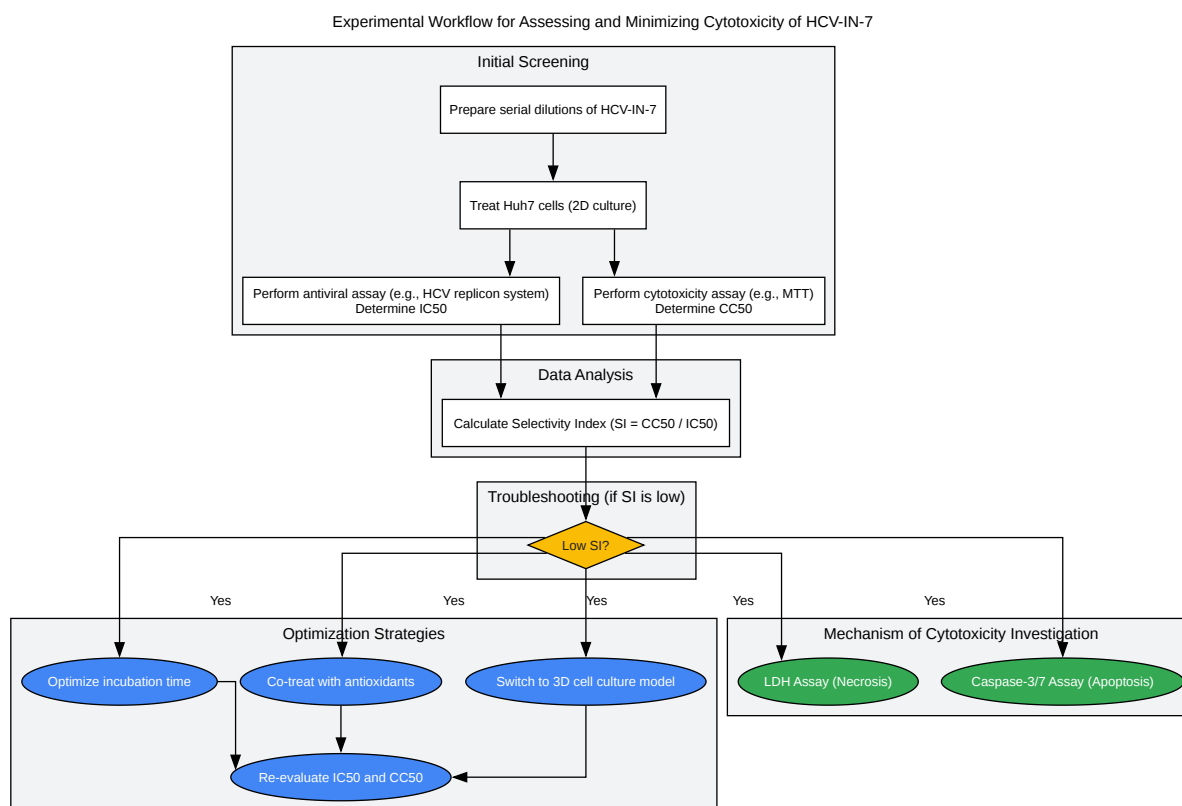 Experimental Workflow for Assessing and Minimizing Cytotoxicity of HCV-IN-7
Initial Screening
Prepare serial dilutions of HCV-IN-7
Treat Huh7 cells (2D culture)
Perform antiviral assay (e.g., HCV replicon system)
Determine IC50
Perform cytotoxicity assay (e.g., MTT)
Determine CC50
Data Analysis
Calculate Selectivity Index (SI = CC50 / IC50)
Troubleshooting (if SI is low)
Low SI?
Yes
Yes
Yes
Yes
Yes
Optimization Strategies
Optimize incubation time
Co-treat with antioxidants
Switch to 3D cell culture model
Re-evaluate IC50 and CC50
Mechanism of Cytotoxicity Investigation
LDH Assay (Necrosis)
Caspase-3/7 Assay (Apoptosis)